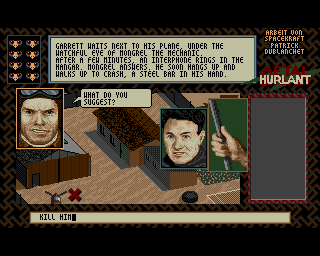 GARRETT WAITS NEXT TO HIS PLANE, UNDER THE
WATCHFUL EYE OF MONGREL THE MECHANIC.
AFTER A FEW MINUTES, AN INTERPHONE RINGS IN THE
HANGAR. MONGREL ANSWERS. HE SOON HANGS UP AND
WALKS UP TO CRASH, A STEEL BAR IN HIS HAND.
ARBEIT VON
SPACEKRAFT
PATRICK
DUBLANCHET
HURLANT
WHAT DO YOU
SUGGEST?
KILL HIM